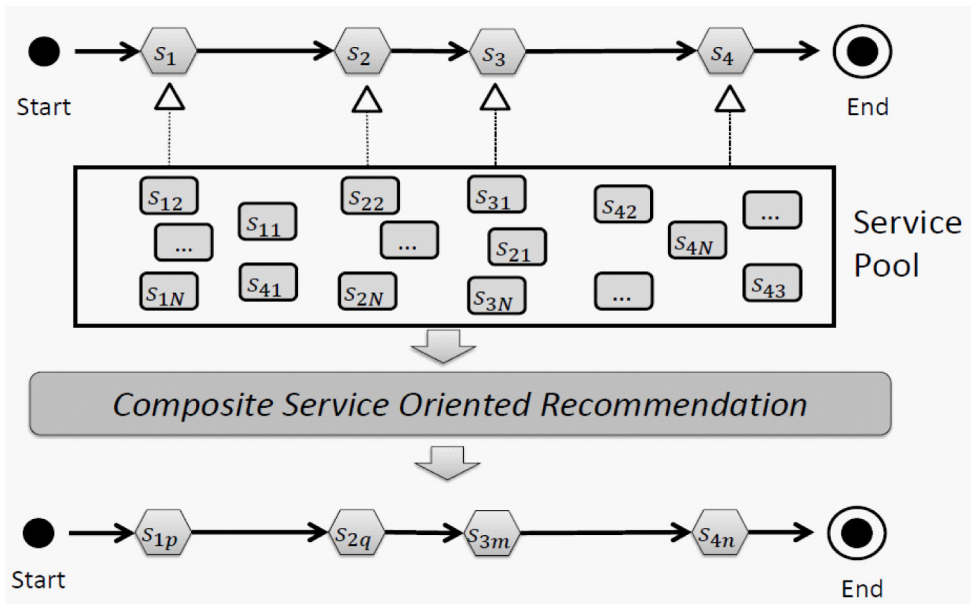 s1 s2 s3 s4
Start End
s12 s22 s31 s42 ...
s11 ... ... s21 s4N
s1N s41 s2N s3N ... s43
Service
Pool
Composite Service Oriented Recommendation
s1p s2q s3m s4n
Start End